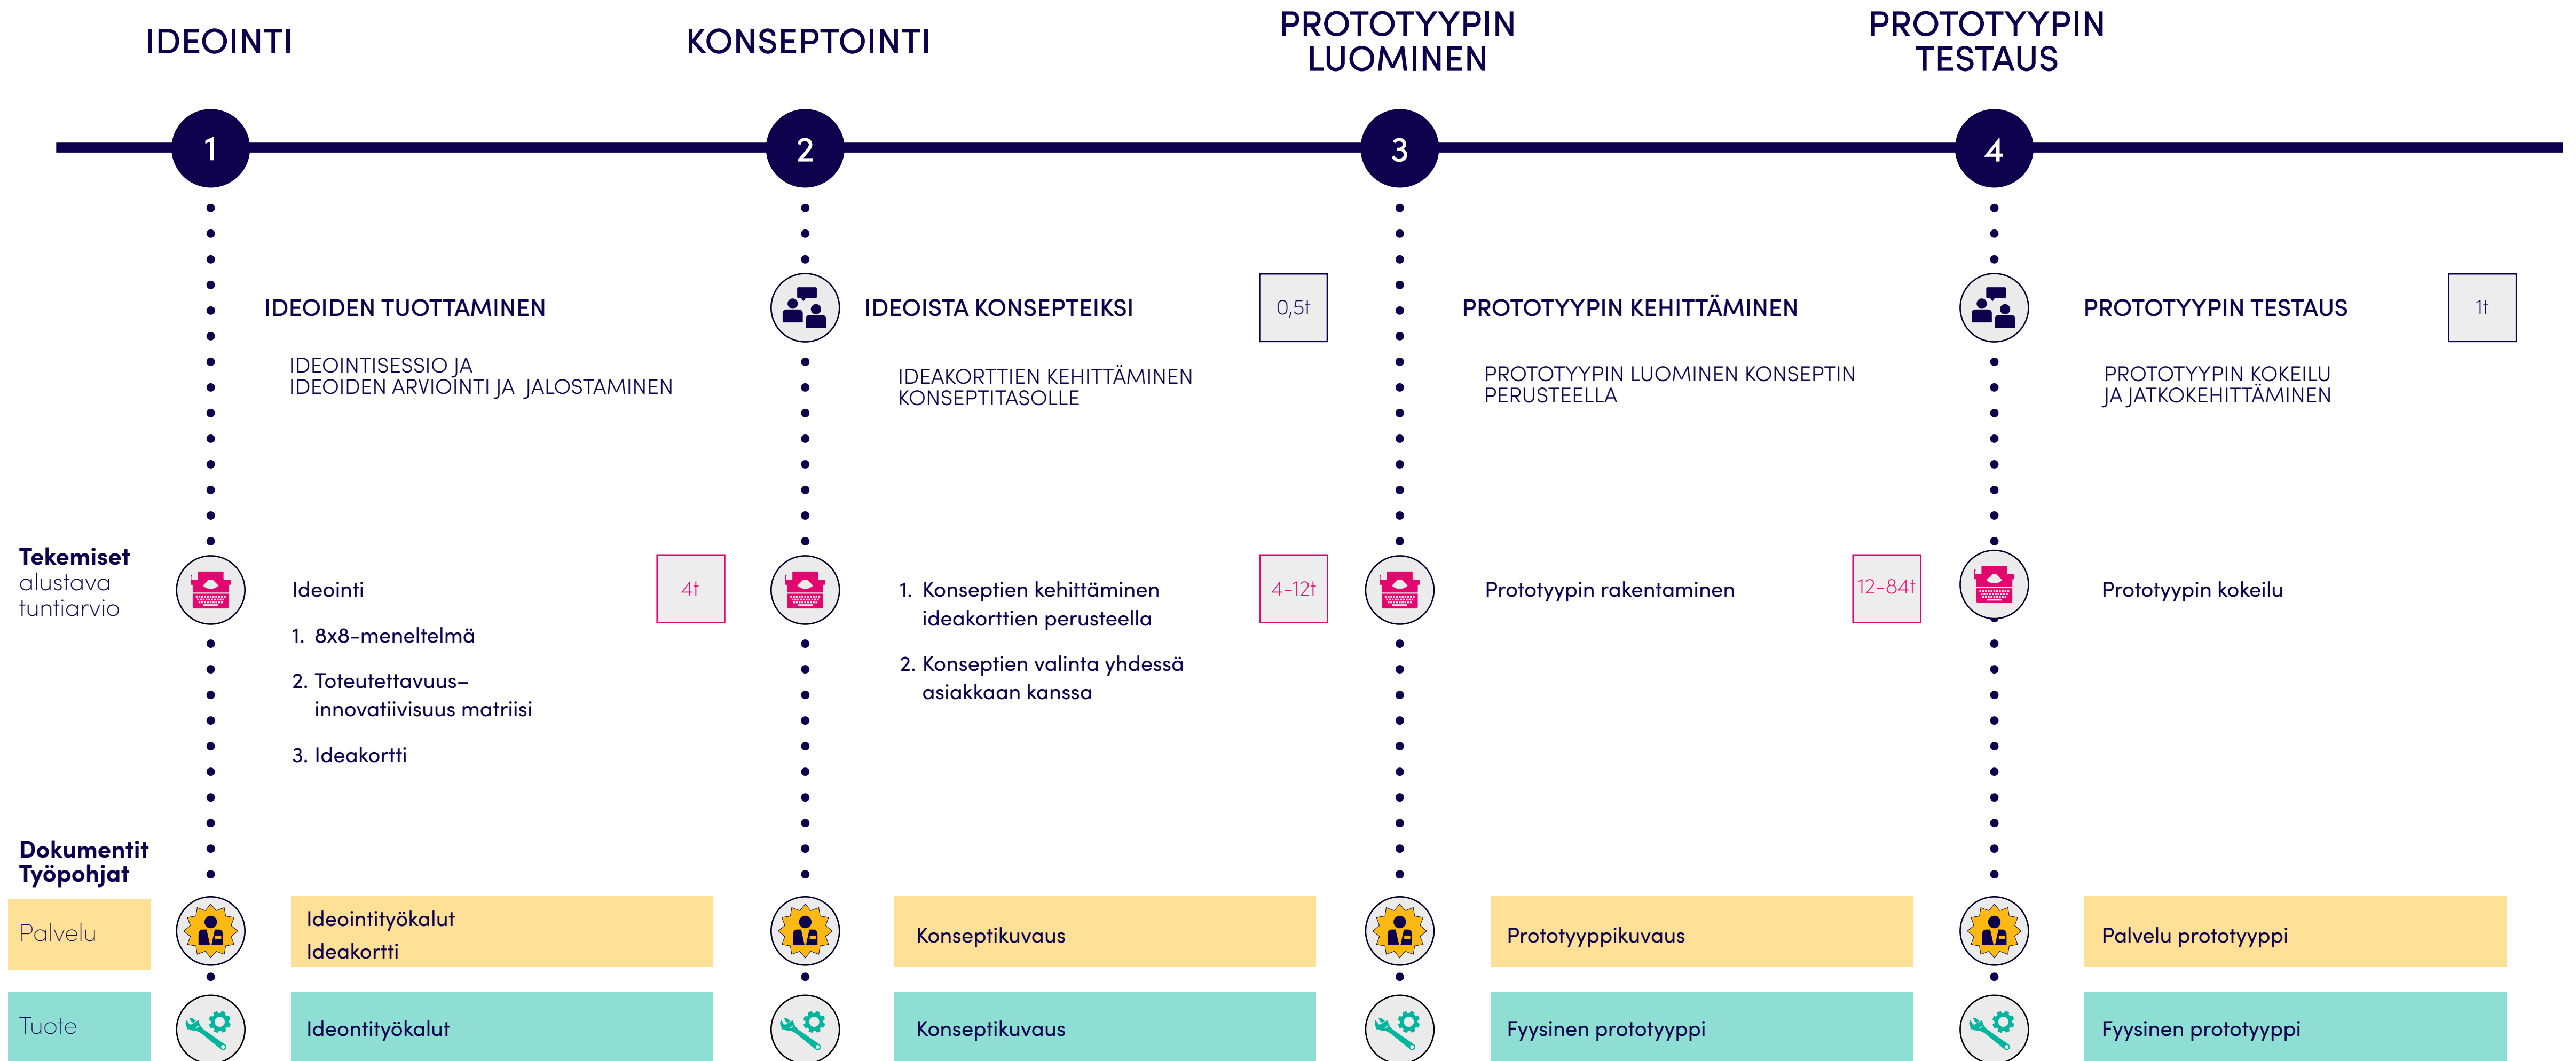 IDEOINTI
KONSEPTOINTI
PROTOTYYPIN
LUOMINEN
PROTOTYYPIN
TESTAUS
1
2
3
4
IDEOIDEN TUOTTAMINEN
IDEOINTISESSIO JA
IDEOIDEN ARVIOINTI JA JALOSTAMINEN
IDEOISTA KONSEPTEIKSI
0,5t
IDEAKORTTIEN KEHITTÄMINEN
KONSEPTITASOLLE
PROTOTYYPIN KEHITTÄMINEN
PROTOTYYPIN LUOMINEN KONSEPTIN
PERUSTEELLA
PROTOTYYPIN TESTAUS
1t
PROTOTYYPIN KOKEILU
JA JATKOKEHITTÄMINEN
Tekemiset
alustava
tuntiarvio
Ideointi
4t
1. 8x8-meneltelmä
2. Toteutettavuus–
innovatiivisuus matriisi
3. Ideakortti
1. Konseptien kehittäminen
ideakorttien perusteella
4-12t
2. Konseptien valinta yhdessä
asiakkaan kanssa
Prototyypin rakentaminen
12-84t
Prototyypin kokeilu
Dokumentit
Työpohjat
Palvelu
Ideointityökalut
Ideakortti
Konseptikuvaus
Prototyyppikuvaus
Palvelu prototyyppi
Tuote
Ideontityökalut
Konseptikuvaus
Fyysinen prototyyppi
Fyysinen prototyyppi